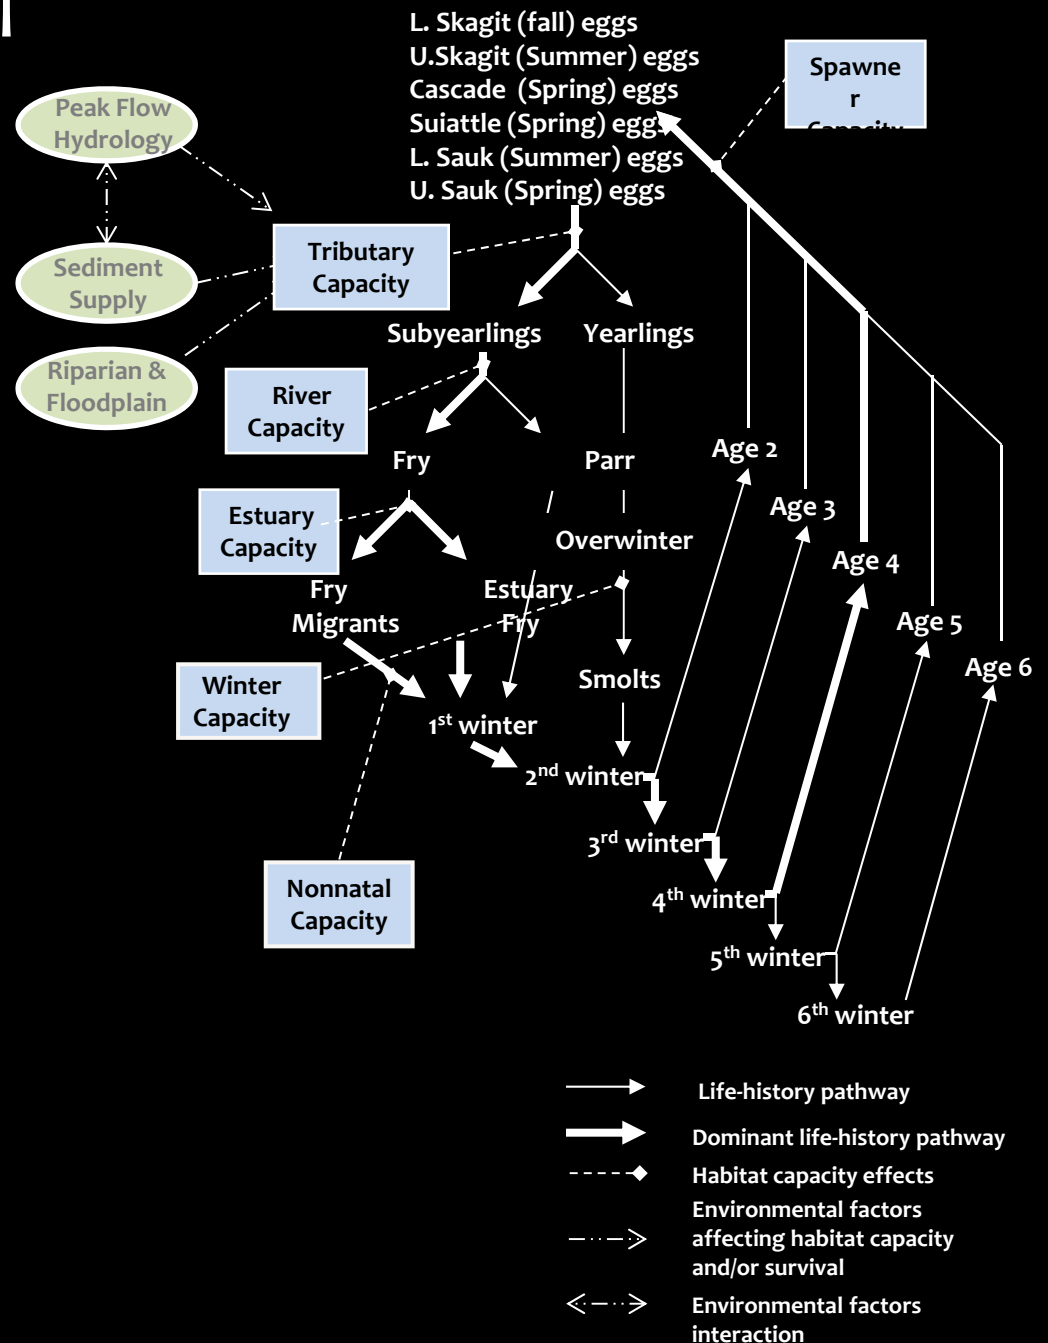 L. Skagit (fall) eggs
U.Skagit (Summer) eggs
Cascade (Spring) eggs
Suiattle (Spring) eggs
L. Sauk (Summer) eggs
U. Sauk (Spring) eggs
Spawne
r
Capacity
Peak Flow
Hydrology
Sediment
Supply
Riparian &
Floodplain
Tributary
Capacity
Subyearlings
Yearlings
River
Capacity
Fry
Parr
Age 2
Age 3
Estuary
Capacity
Overwinter
Age 4
Fry
Migrants
Estuary
Fry
Age 5
Age 6
Winter
Capacity
Smolts
1st winter
2nd winter
3rd winter
4th winter
5th winter
6th winter
Nonnatal
Capacity
Life-history pathway
Dominant life-history pathway
Habitat capacity effects
Environmental factors
affecting habitat capacity
and/or survival
Environmental factors
interaction